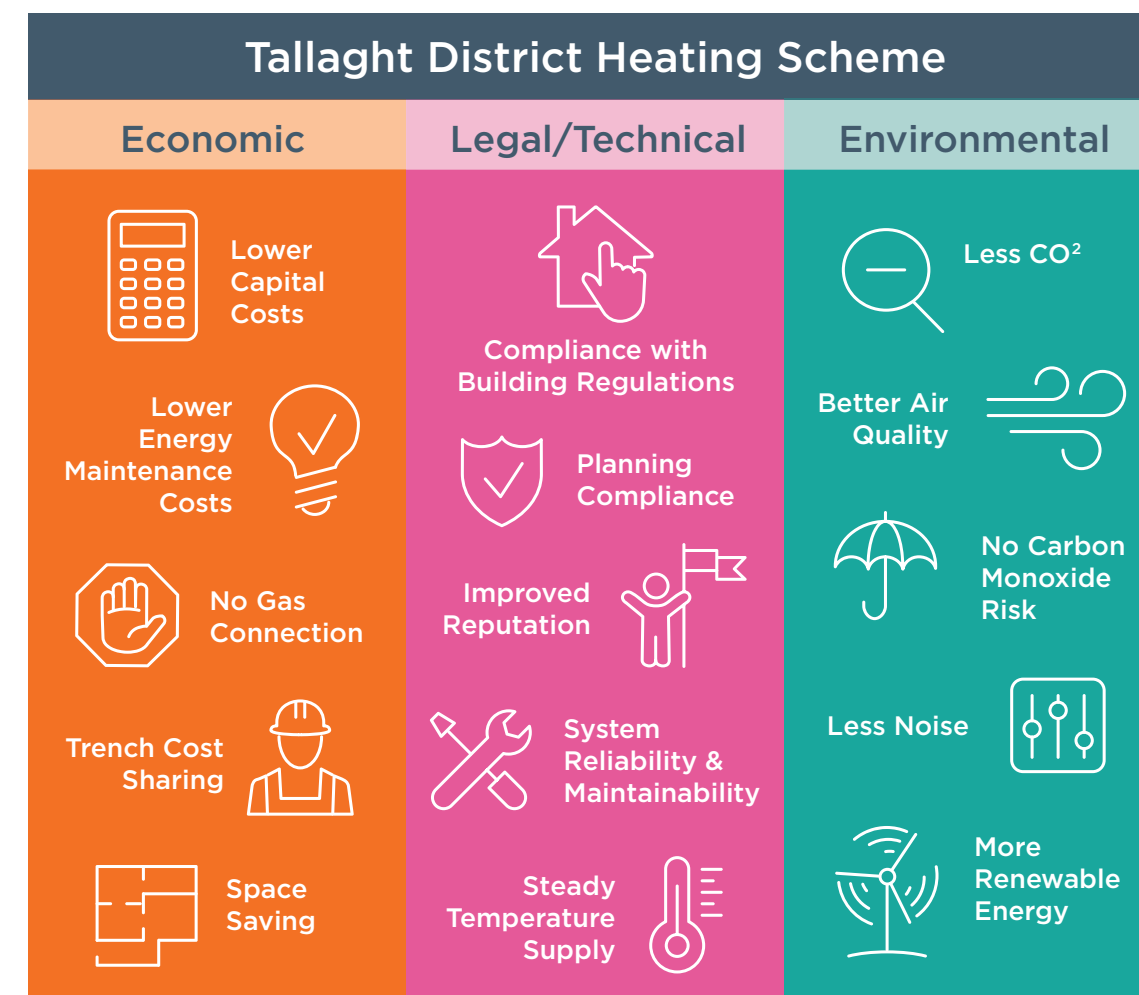 Tallaght District Heating Scheme
Economic
Lower
Capital
Costs
Lower
Energy
Maintenance
Costs
No Gas
Connection
Trench Cost
Sharing
Space
Saving
Legal/Technical
Compliance with
Building Regulations
Planning
Compliance
Improved
Reputation
System
Reliability &
Maintainability
Steady
Temperature
Supply
Environmental
Less CO²
Better Air
Quality
No Carbon
Monoxide
Risk
Less Noise
More
Renewable
Energy